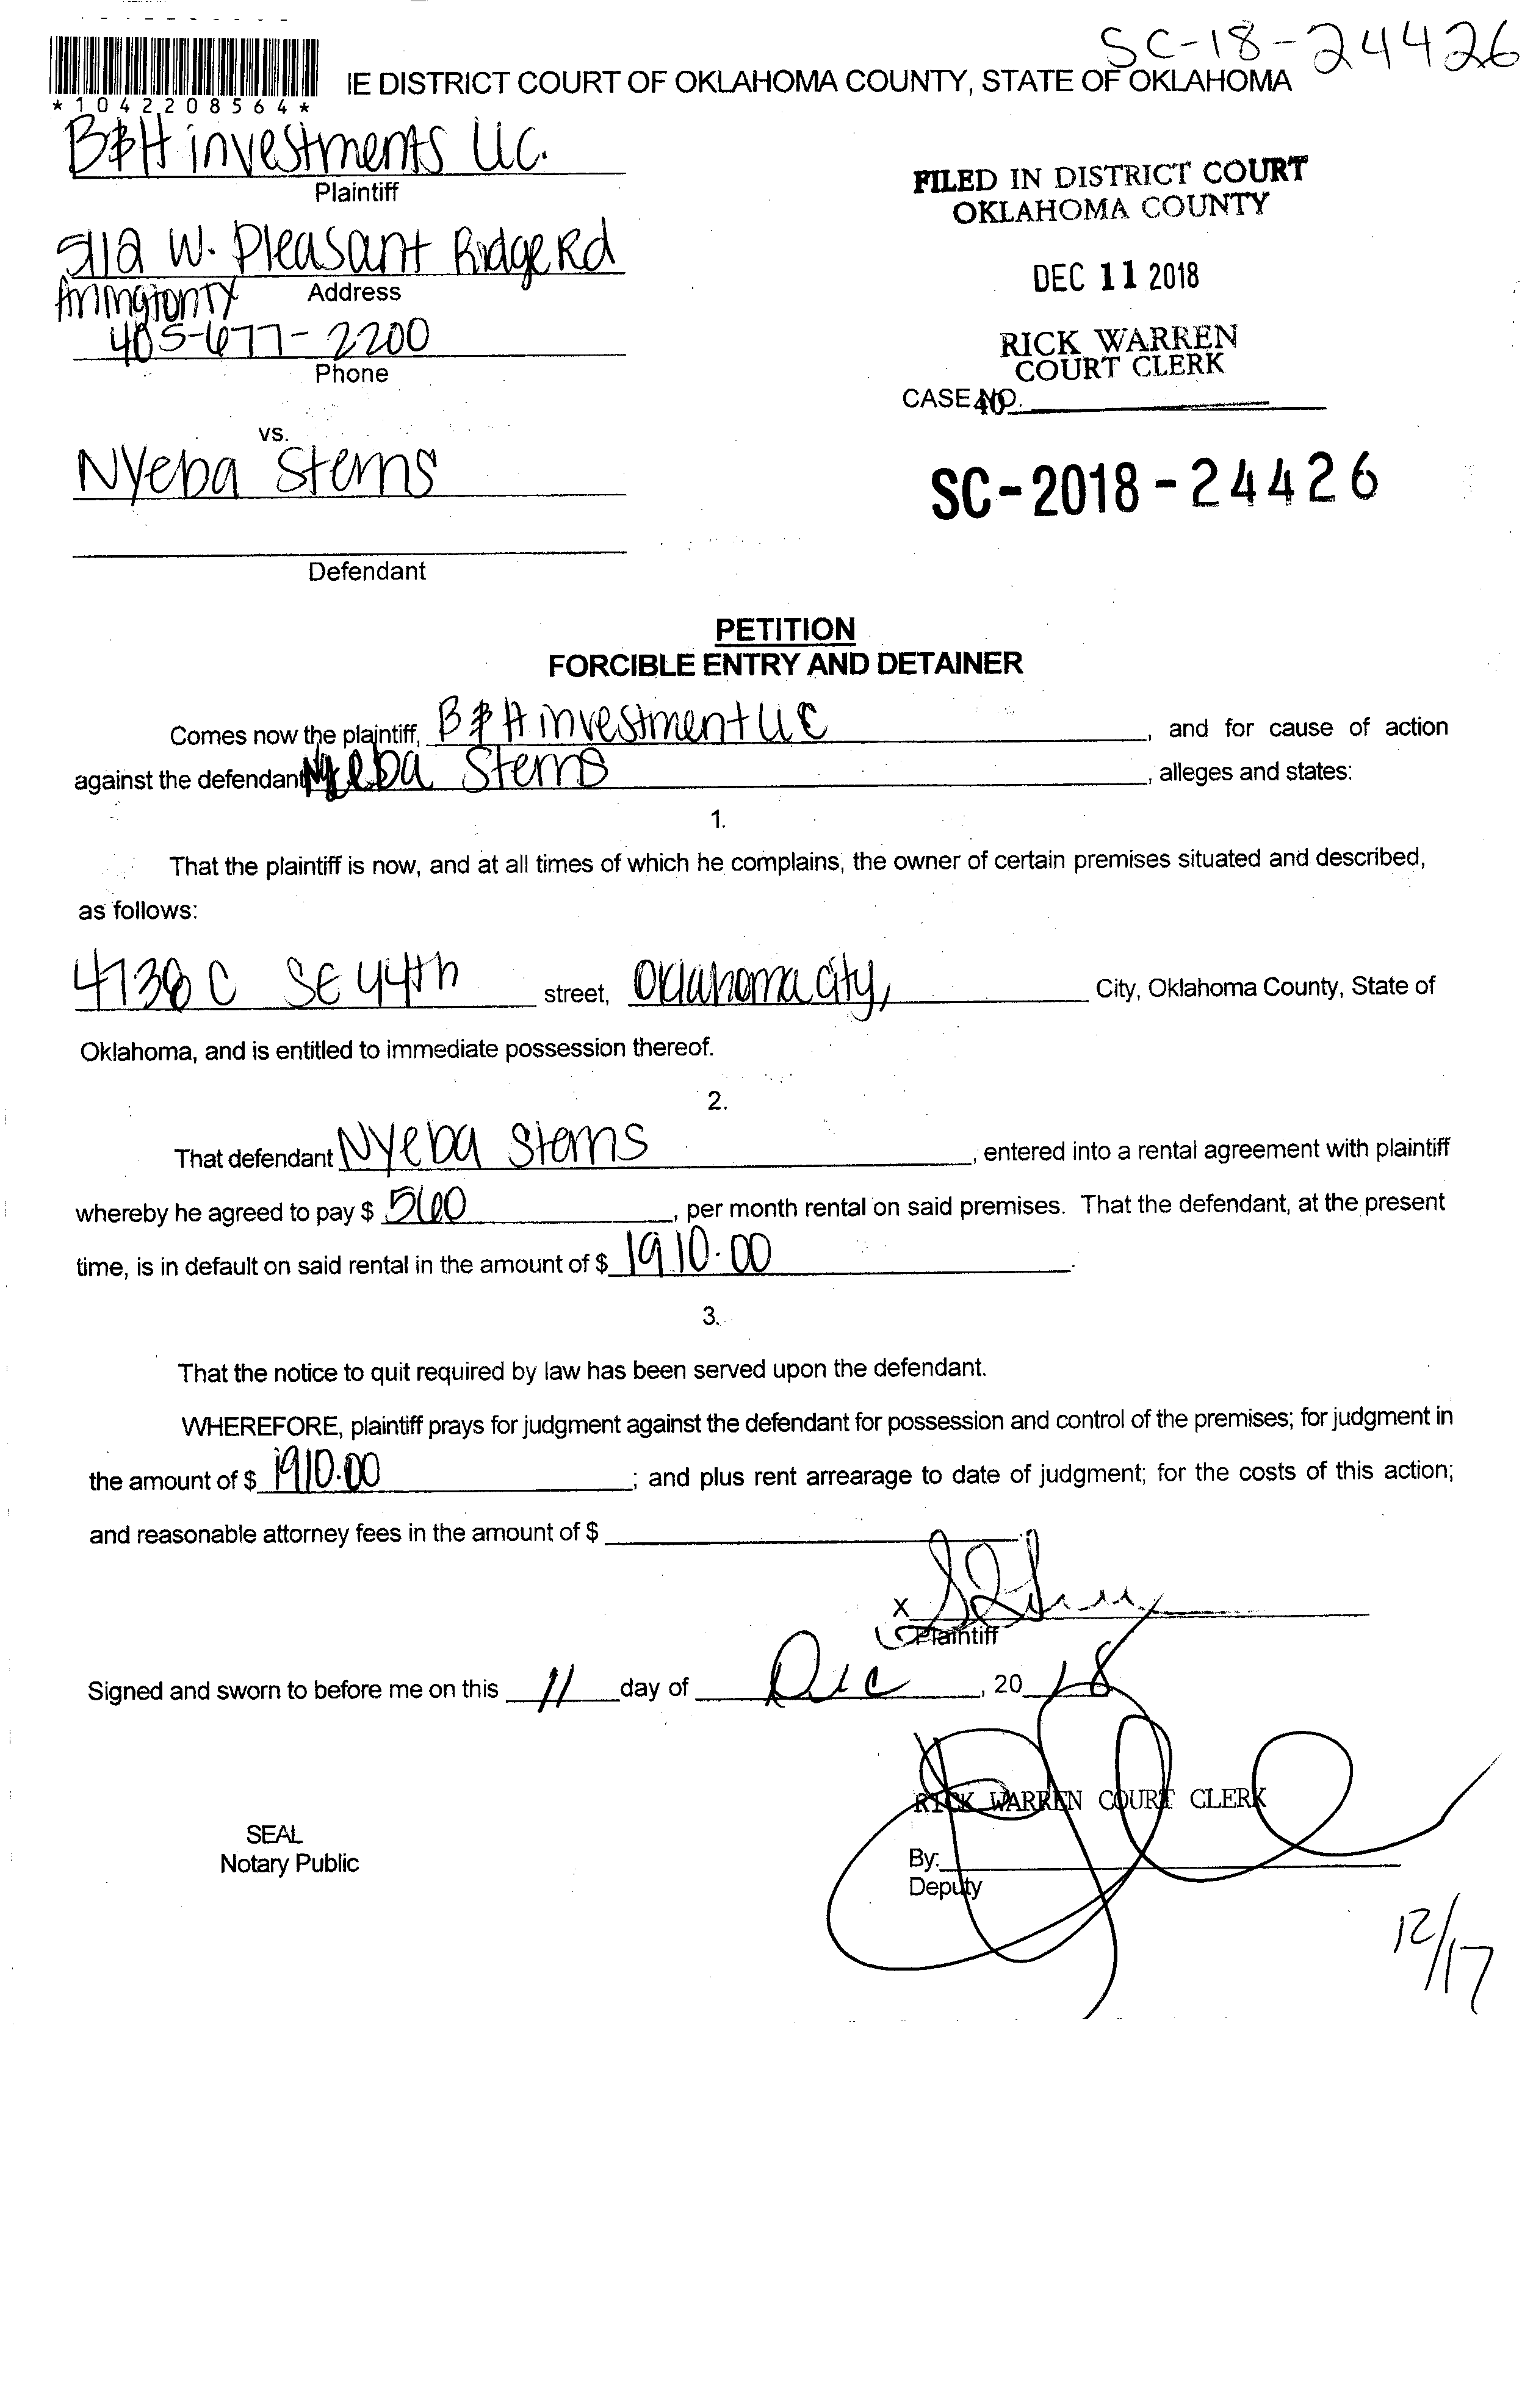 SC-18-24426
*1042208564*
IE DISTRICT COURT OF OKLAHOMA COUNTY, STATE OF OKLAHOMA
B&H investments LLC.
Plaintiff
FILED IN DISTRICT COURT
OKLAHOMA COUNTY
5112 W. Pleasant Ridge Rd
Arlington TX Address
DEC 11 2018
405-677-2200
Phone
RICK WARREN
COURT CLERK
CASE NO.
40
vs.
Nyeba Sterns
SC-2018-24426
Defendant
PETITION
FORCIBLE ENTRY AND DETAINER
Comes now the plaintiff, B&H investment LLC, and for cause of action
against the defendant Nyeba Sterns, alleges and states:
1.
That the plaintiff is now, and at all times of which he complains, the owner of certain premises situated and described,
as follows:
4738 C SE 44th street, Oklahoma city, City, Oklahoma County, State of
Oklahoma, and is entitled to immediate possession thereof.
2.
That defendant Nyeba Sterns, entered into a rental agreement with plaintiff
whereby he agreed to pay $ 560, per month rental on said premises. That the defendant, at the present
time, is in default on said rental in the amount of $ 1910.00.
3.
That the notice to quit required by law has been served upon the defendant.
WHEREFORE, plaintiff prays for judgment against the defendant for possession and control of the premises; for judgment in
the amount of $ 1910.00; and plus rent arrearage to date of judgment; for the costs of this action;
and reasonable attorney fees in the amount of $
X
Plaintiff
Signed and sworn to before me on this 11 day of Dec, 20 18
RICK WARREN COURT CLERK
SEAL
Notary Public
By:
Deputy
12/17